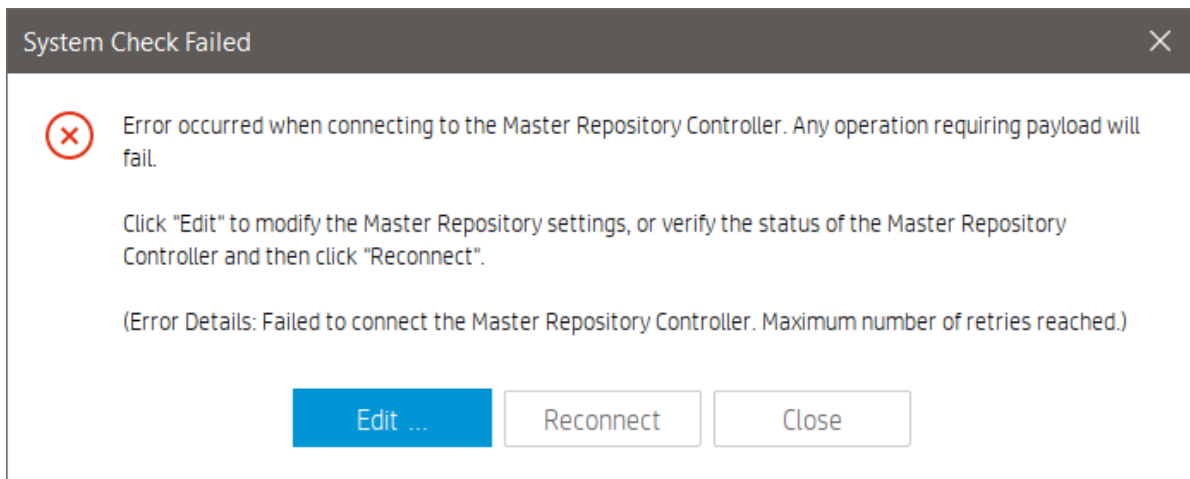 System Check Failed
Error occurred when connecting to the Master Repository Controller. Any operation requiring payload will
fail.
Click "Edit" to modify the Master Repository settings, or verify the status of the Master Repository
Controller and then click "Reconnect".
(Error Details: Failed to connect the Master Repository Controller. Maximum number of retries reached.)
Edit ...
Reconnect
Close